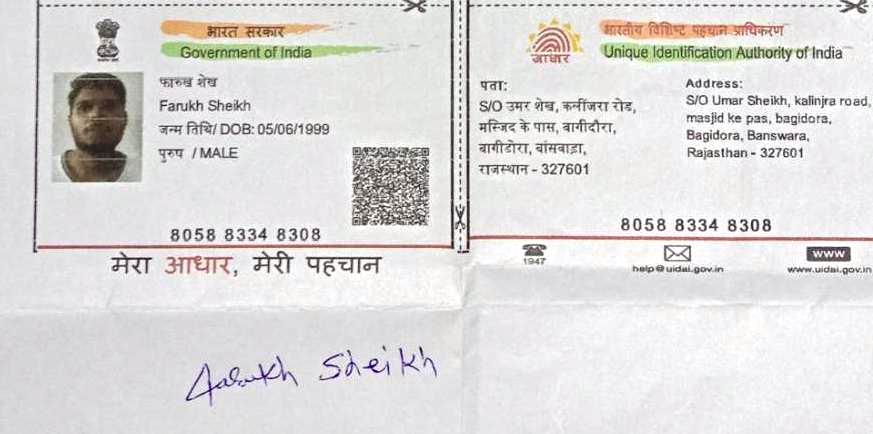 भारत सरकार
Government of India
फारुख शेख
Farukh Sheikh
जन्म तिथि/ DOB: 05/06/1999
पुरुष / MALE
8058 8334 8308
मेरा आधार, मेरी पहचान
भारतीय विशिष्ट पहचान प्राधिकरण
Unique Identification Authority of India
आधार
पता:
S/O उमर शेख, कलींजरा रोड,
मस्जिद के पास, बागीदौरा,
बागीडोरा, बांसवाड़ा,
राजस्थान - 327601
Address:
S/O Umar Sheikh, kalinjra road,
masjid ke pas, bagidora,
Bagidora, Banswara,
Rajasthan - 327601
8058 8334 8308
1947
help@uidai.gov.in
www
www.uidai.gov.in
Farukh Sheikh